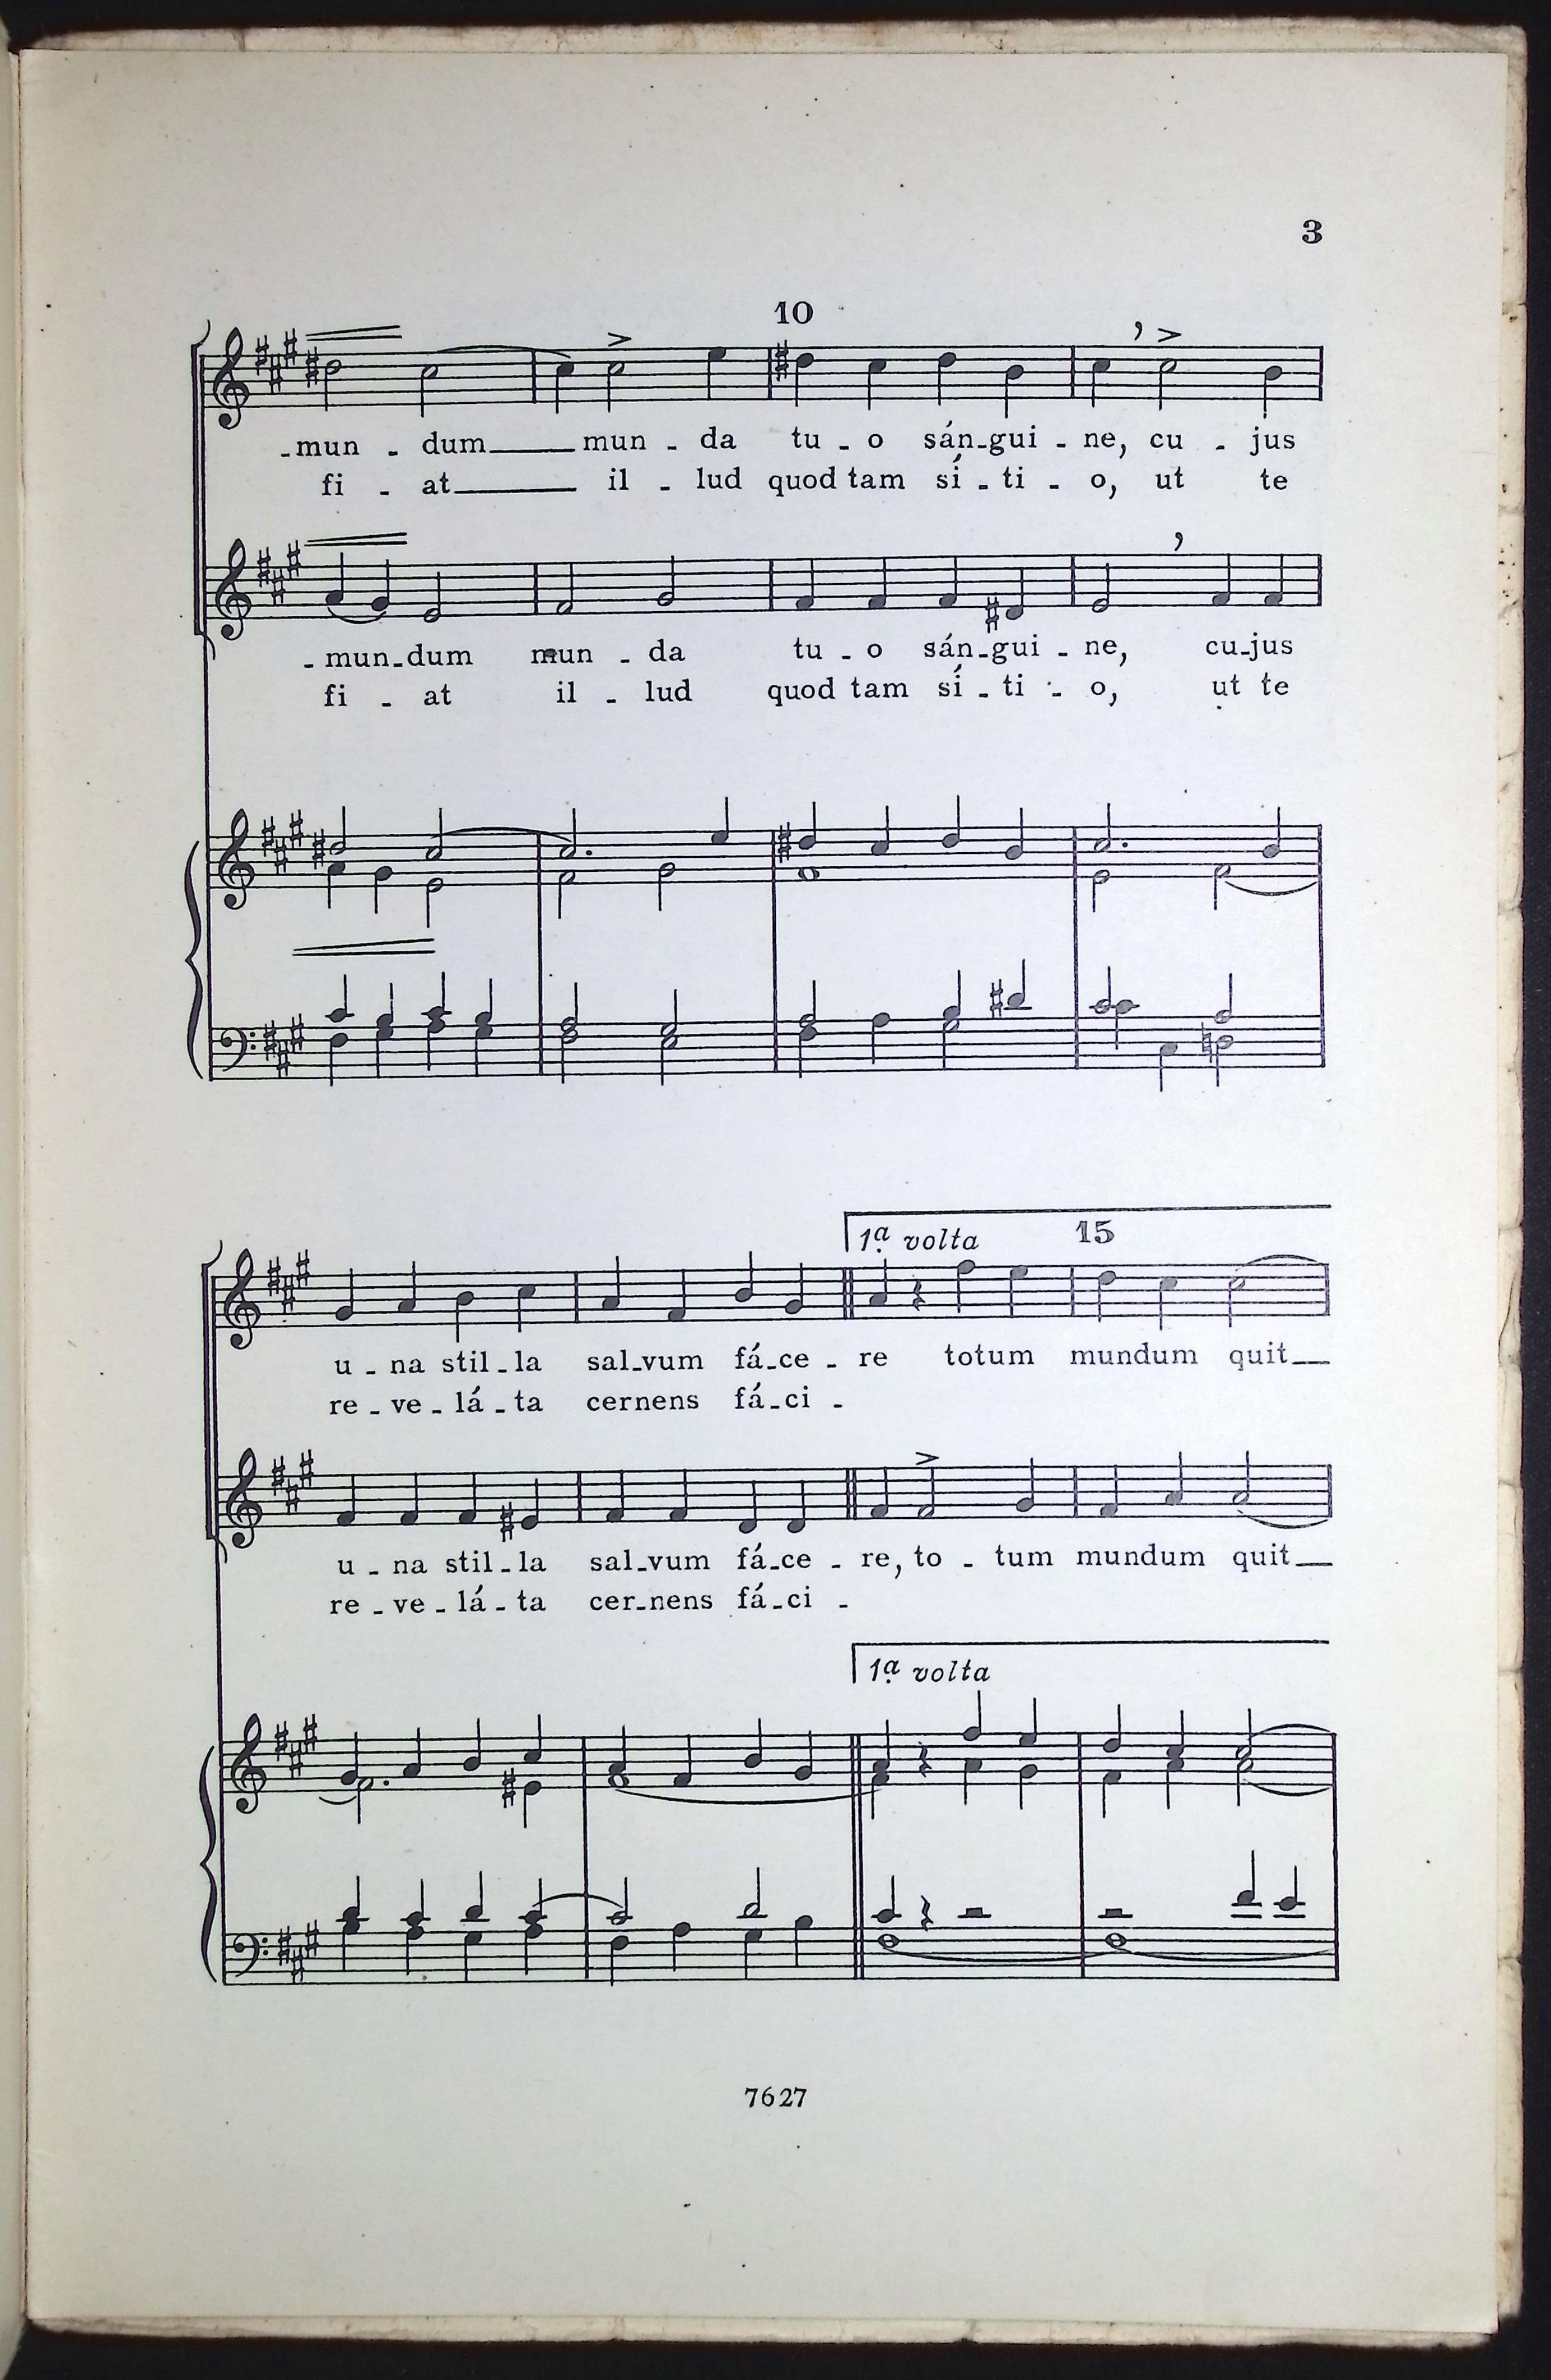 3
10
-mun - dum mun - da tu - o sán-gui - ne, cu - jus
fi - at il - lud quod tam sí - ti - o, ut te
- mun-dum mun - da tu - o sán-gui - ne, cu-jus
fi - at il - lud quod tam sí - ti - o, ut te
1ª volta 15
u - na stil - la sal-vum fá-ce - re totum mundum quit
re - ve - lá - ta cernens fá-ci -
u - na stil - la sal-vum fá-ce - re, to - tum mundum quit
re - ve - lá - ta cer-nens fá-ci -
1ª volta
7627